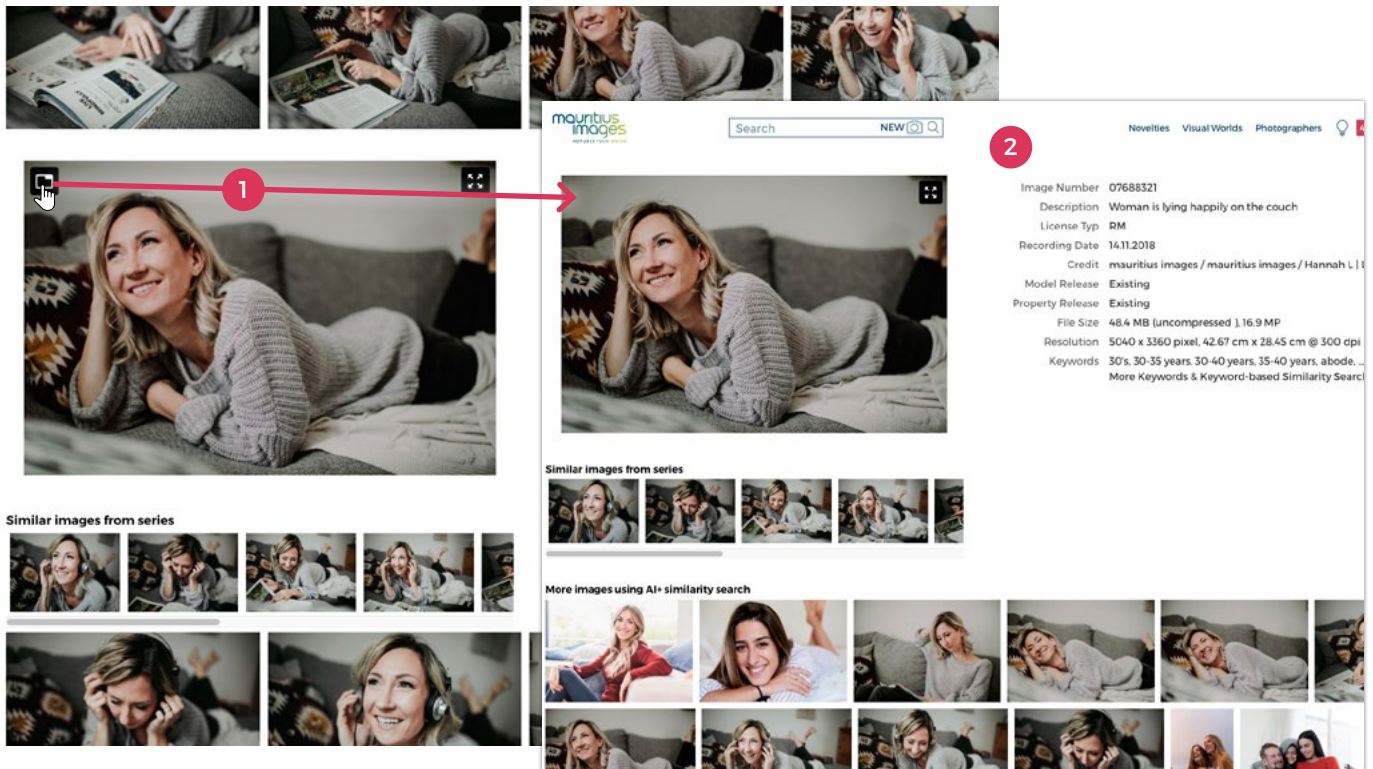 mauritius
images
PICTURES YOUR VISION
Search
NEW
Novelties
Visual Worlds
Photographers
1
2
Image Number 07688321
Description Woman is lying happily on the couch
License Typ RM
Recording Date 14.11.2018
Credit mauritius images / mauritius images / Hannah L |
Model Release Existing
Property Release Existing
File Size 48.4 MB (uncompressed ), 16.9 MP
Resolution 5040 x 3360 pixel, 42.67 cm x 28.45 cm @ 300 dpi
Keywords 30's, 30-35 years, 30-40 years, 35-40 years, abode, ...
More Keywords & Keyword-based Similarity Searc
Similar images from series
Similar images from series
More images using AI+ similarity search